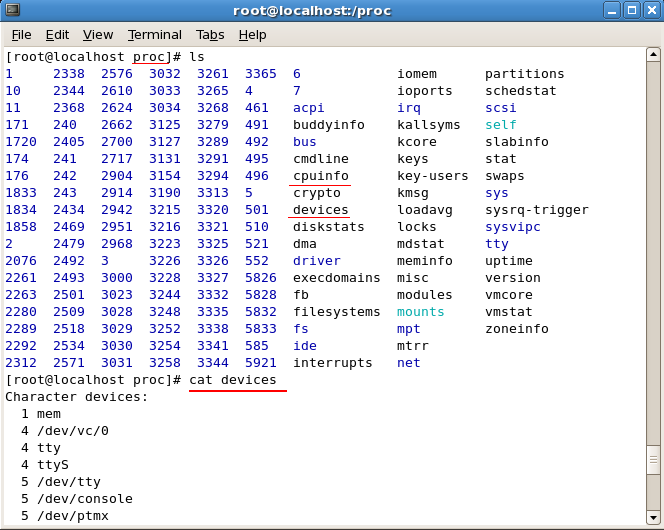 root@localhost:/proc
File Edit View Terminal Tabs Help
[root@localhost proc]# ls
1 2338 2576 3032 3261 3365 6 iomem partitions
10 2344 2610 3033 3265 4 7 ioports schedstat
11 2368 2624 3034 3268 461 acpi irq scsi
171 240 2662 3125 3279 491 buddyinfo kallsyms self
1720 2405 2700 3127 3289 492 bus kcore slabinfo
174 241 2717 3131 3291 495 cmdline keys stat
176 242 2904 3154 3294 496 cpuinfo key-users swaps
1833 243 2914 3190 3313 5 crypto kmsg sys
1834 2434 2942 3215 3320 501 devices loadavg sysrq-trigger
1858 2469 2951 3216 3321 510 diskstats locks sysvipc
2 2479 2968 3223 3325 521 dma mdstat tty
2076 2492 3 3226 3326 552 driver meminfo uptime
2261 2493 3000 3228 3327 5826 execdomains misc version
2263 2501 3023 3244 3332 5828 fb modules vmcore
2280 2509 3028 3248 3335 5832 filesystems mounts vmstat
2289 2518 3029 3252 3338 5833 fs mpt zoneinfo
2292 2534 3030 3254 3341 585 ide mtrr
2312 2571 3031 3258 3344 5921 interrupts net
[root@localhost proc]# cat devices
Character devices:
1 mem
4 /dev/vc/0
4 tty
4 ttyS
5 /dev/tty
5 /dev/console
5 /dev/ptmx